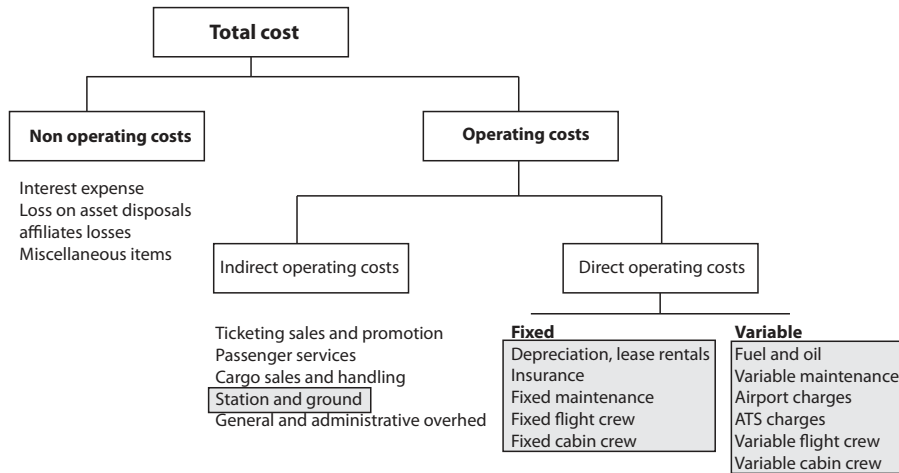 Total cost
Non operating costs
Operating costs
Interest expense
Loss on asset disposals
affiliates losses
Miscellaneous items
Indirect operating costs
Direct operating costs
Ticketing sales and promotion
Passenger services
Cargo sales and handling
Station and ground
General and administrative overhed
Fixed
Depreciation, lease rentals
Insurance
Fixed maintenance
Fixed flight crew
Fixed cabin crew
Variable
Fuel and oil
Variable maintenance
Airport charges
ATS charges
Variable flight crew
Variable cabin crew